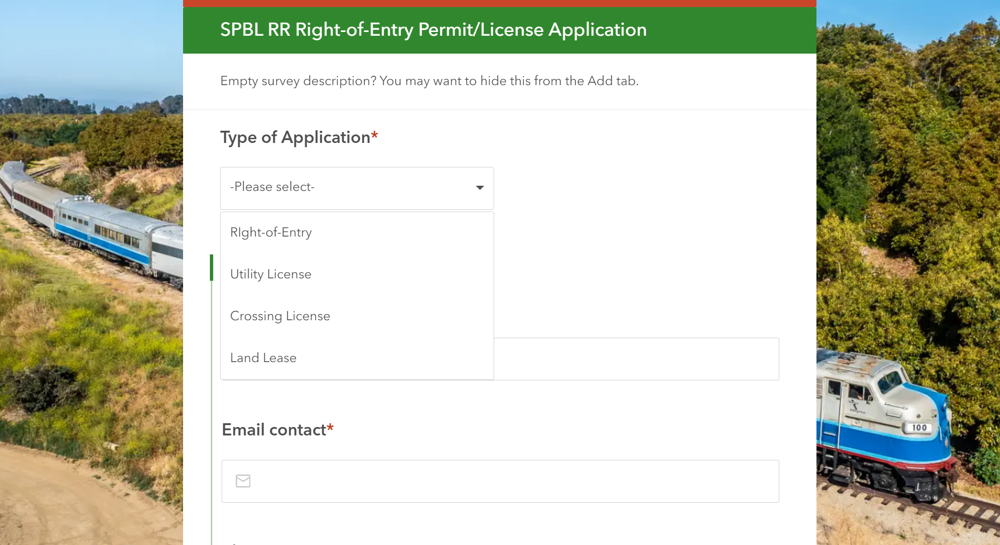 SPBL RR Right-of-Entry Permit/License Application
Empty survey description? You may want to hide this from the Add tab.
Type of Application*
-Please select-
RIght-of-Entry
Utility License
Crossing License
Land Lease
Email contact*
100